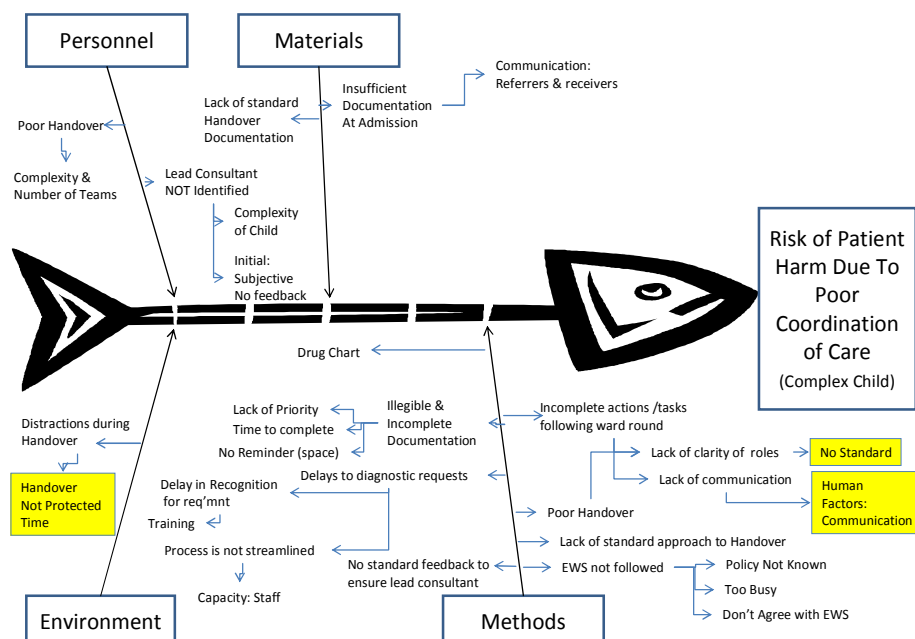 Personnel
Materials
Communication:
Referrers & receivers
Insufficient
Documentation
At Admission
Lack of standard
Handover
Documentation
Poor Handover
Complexity &
Number of Teams
Lead Consultant
NOT Identified
Complexity
of Child
Initial:
Subjective
No feedback
Risk of Patient
Harm Due To
Poor
Coordination
of Care
(Complex Child)
Drug Chart
Distractions during
Handover
Handover
Not Protected
Time
Lack of Priority
Time to complete
No Reminder (space)
Illegible &
Incomplete
Documentation
Incomplete actions /tasks
following ward round
Lack of clarity of roles
No Standard
Lack of communication
Human
Factors:
Communication
Delays to diagnostic requests
Delay in Recognition
for req'mnt
Training
Poor Handover
Process is not streamlined
Capacity: Staff
Lack of standard approach to Handover
No standard feedback to
ensure lead consultant
EWS not followed
Policy Not Known
Too Busy
Don't Agree with EWS
Environment
Methods